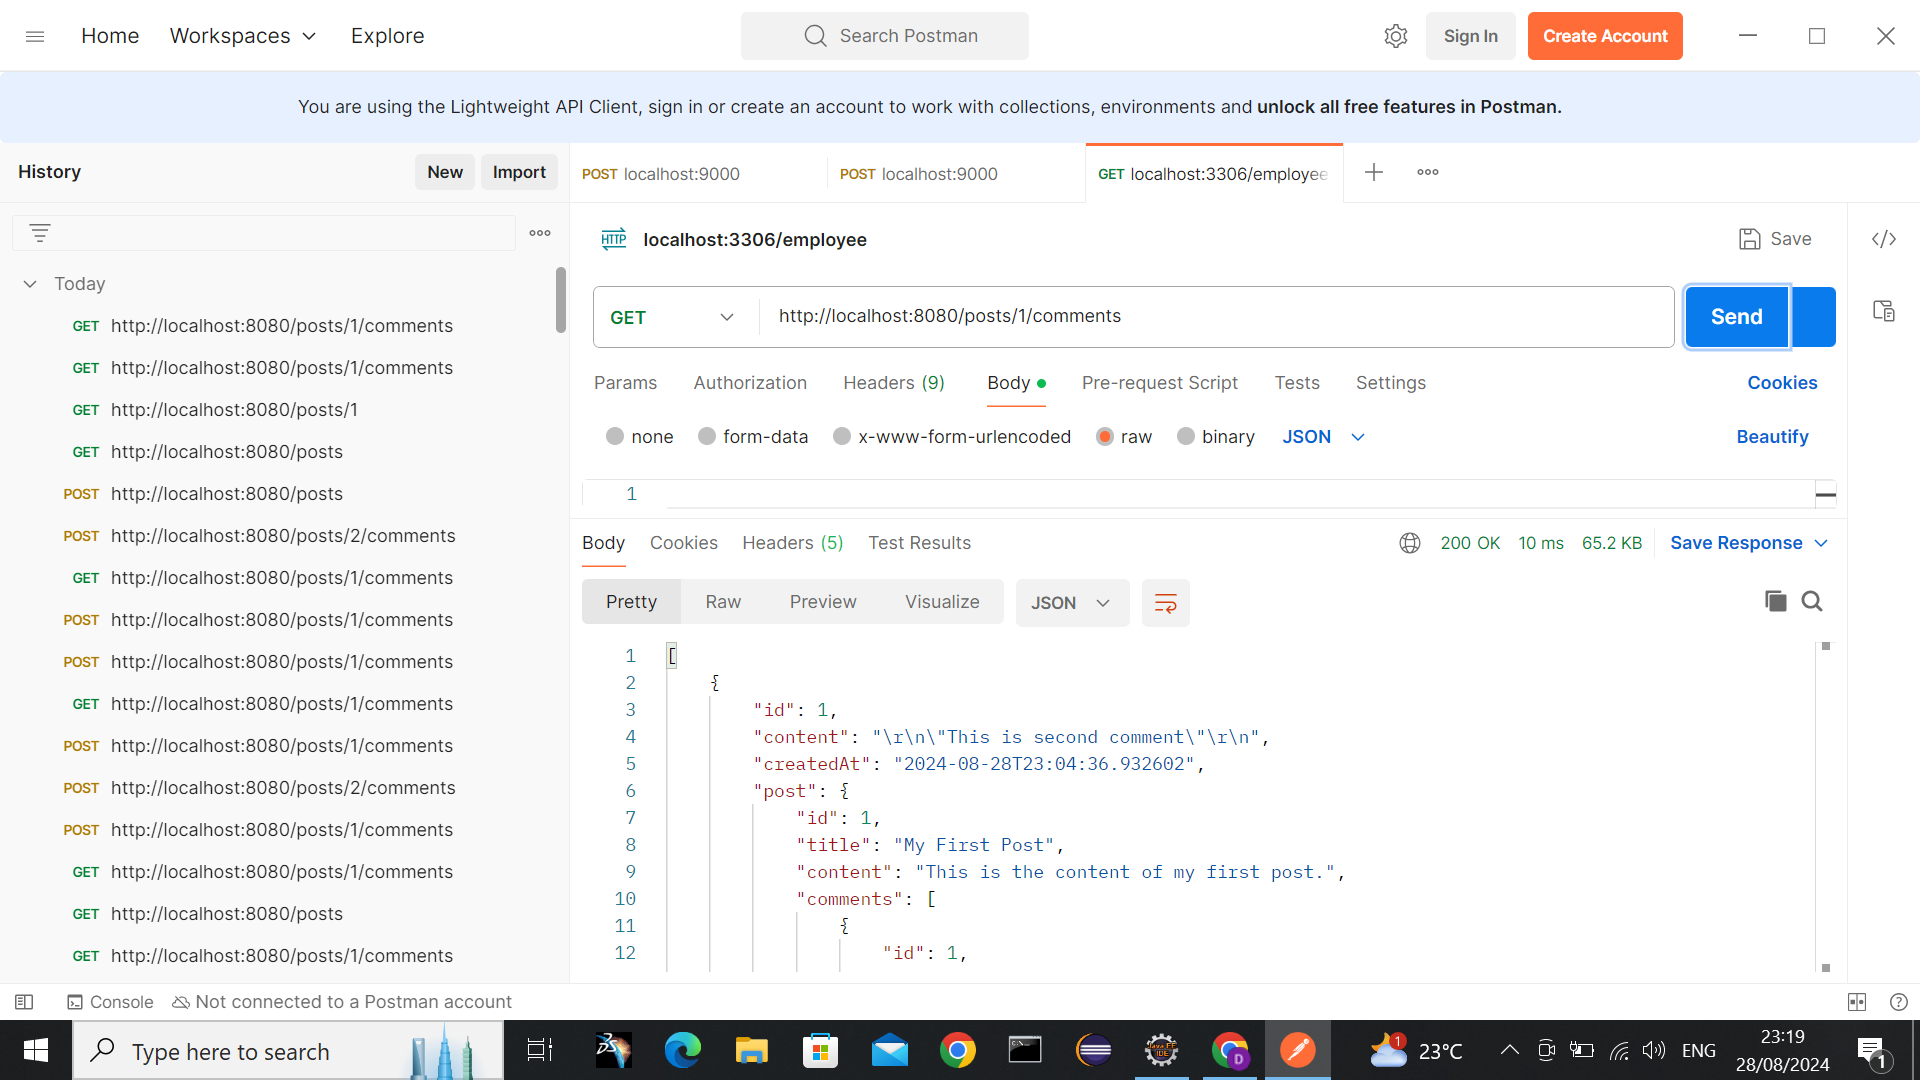 Home
Workspaces
Explore
Search Postman
Sign In
Create Account
You are using the Lightweight API Client, sign in or create an account to work with collections, environments and unlock all free features in Postman.
History
New
Import
POST localhost:9000
POST localhost:9000
GET localhost:3306/employee
Today
GET http://localhost:8080/posts/1/comments
GET http://localhost:8080/posts/1/comments
GET http://localhost:8080/posts/1
GET http://localhost:8080/posts
POST http://localhost:8080/posts
POST http://localhost:8080/posts/2/comments
GET http://localhost:8080/posts/1/comments
POST http://localhost:8080/posts/1/comments
POST http://localhost:8080/posts/1/comments
GET http://localhost:8080/posts/1/comments
POST http://localhost:8080/posts/1/comments
POST http://localhost:8080/posts/2/comments
POST http://localhost:8080/posts/1/comments
GET http://localhost:8080/posts/1/comments
GET http://localhost:8080/posts
GET http://localhost:8080/posts/1/comments
HTTP localhost:3306/employee
Save
GET http://localhost:8080/posts/1/comments
Send
Params Authorization Headers (9) Body Pre-request Script Tests Settings Cookies
none form-data x-www-form-urlencoded raw binary JSON Beautify
1
Body Cookies Headers (5) Test Results 200 OK 10 ms 65.2 KB Save Response
Pretty Raw Preview Visualize JSON
1 [
2 {
3 "id": 1,
4 "content": "\r\n\"This is second comment\"\r\n",
5 "createdAt": "2024-08-28T23:04:36.932602",
6 "post": {
7 "id": 1,
8 "title": "My First Post",
9 "content": "This is the content of my first post.",
10 "comments": [
11 {
12 "id": 1,
Console Not connected to a Postman account
Type here to search
DS
Java EE
IDE
D
1
23°C
ENG
23:19
28/08/2024
1